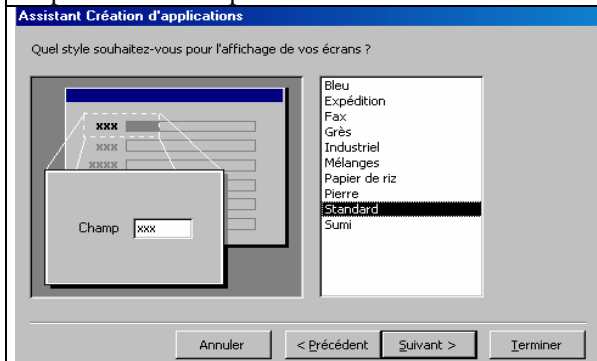 Assistant Création d'applications
Quel style souhaitez-vous pour l'affichage de vos écrans ?
xxx
xxx
xxxx
Champ xxx
Bleu
Expédition
Fax
Grès
Industriel
Mélanges
Papier de riz
Pierre
Standard
Sumi
Annuler
< Précédent
Suivant >
Terminer